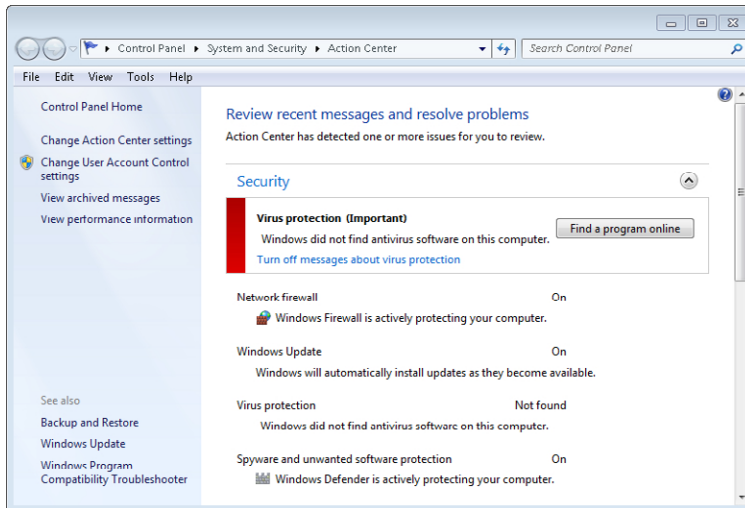 Control Panel System and Security Action Center Search Control Panel
File Edit View Tools Help
Control Panel Home
Change Action Center settings
Change User Account Control
settings
View archived messages
View performance information
See also
Backup and Restore
Windows Update
Windows Program
Compatibility Troubleshooter
Review recent messages and resolve problems
Action Center has detected one or more issues for you to review.
Security
Virus protection (Important)
Windows did not find antivirus software on this computer.
Find a program online
Turn off messages about virus protection
Network firewall On
Windows Firewall is actively protecting your computer.
Windows Update On
Windows will automatically install updates as they become available.
Virus protection Not found
Windows did not find antivirus software on this computer.
Spyware and unwanted software protection On
Windows Defender is actively protecting your computer.